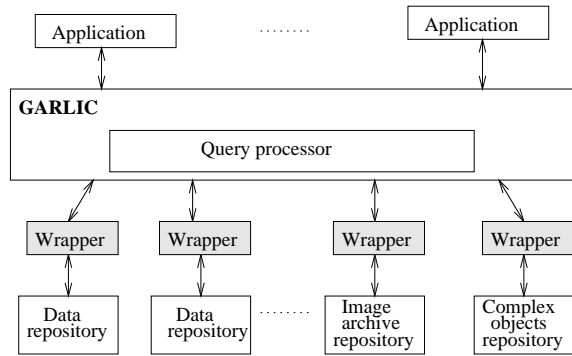 Application
........
Application
GARLIC
Query processor
Wrapper
Wrapper
Wrapper
Wrapper
Data
repository
Data
repository
........
Image
archive
repository
Complex
objects
repository